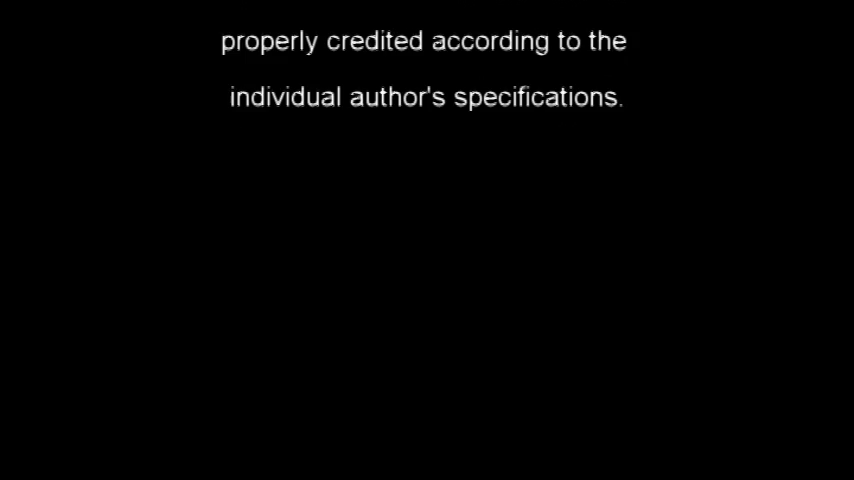 properly credited according to the
individual author's specifications.